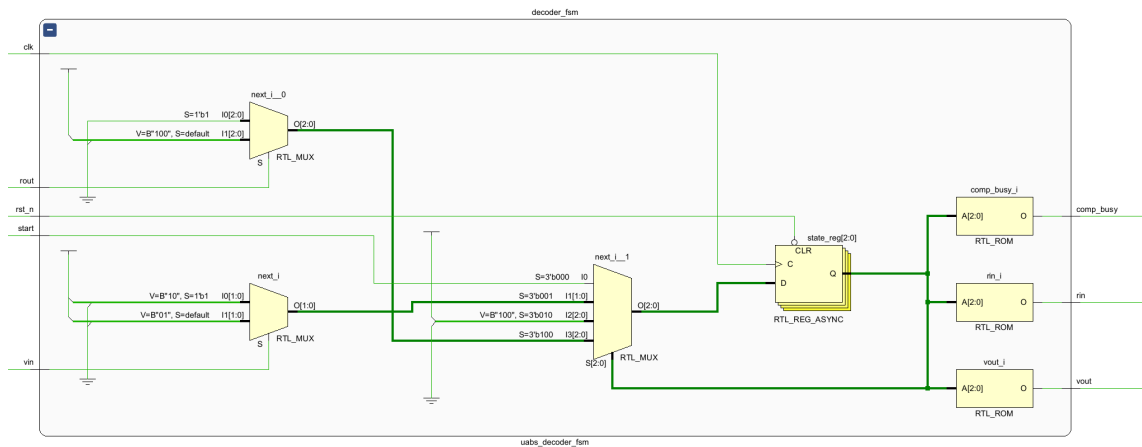 decoder_fsm
clk
next_i__0
S=1'b1 I0[2:0]
O[2:0]
V=B"100", S=default I1[2:0]
S RTL_MUX
rout
rst_n
start
comp_busy_i
A[2:0] O
RTL_ROM
comp_busy
state_reg[2:0]
CLR
C
Q
D
RTL_REG_ASYNC
next_i
V=B"10", S=1'b1 I0[1:0]
O[1:0]
V=B"01", S=default I1[1:0]
S RTL_MUX
vin
next_i__1
S=3'b000 I0
S=3'b001 I1[1:0]
O[2:0]
V=B"100", S=3'b010 I2[2:0]
S=3'b100 I3[2:0]
S[2:0] RTL_MUX
rin_i
A[2:0] O
RTL_ROM
rin
vout_i
A[2:0] O
RTL_ROM
vout
uabs_decoder_fsm